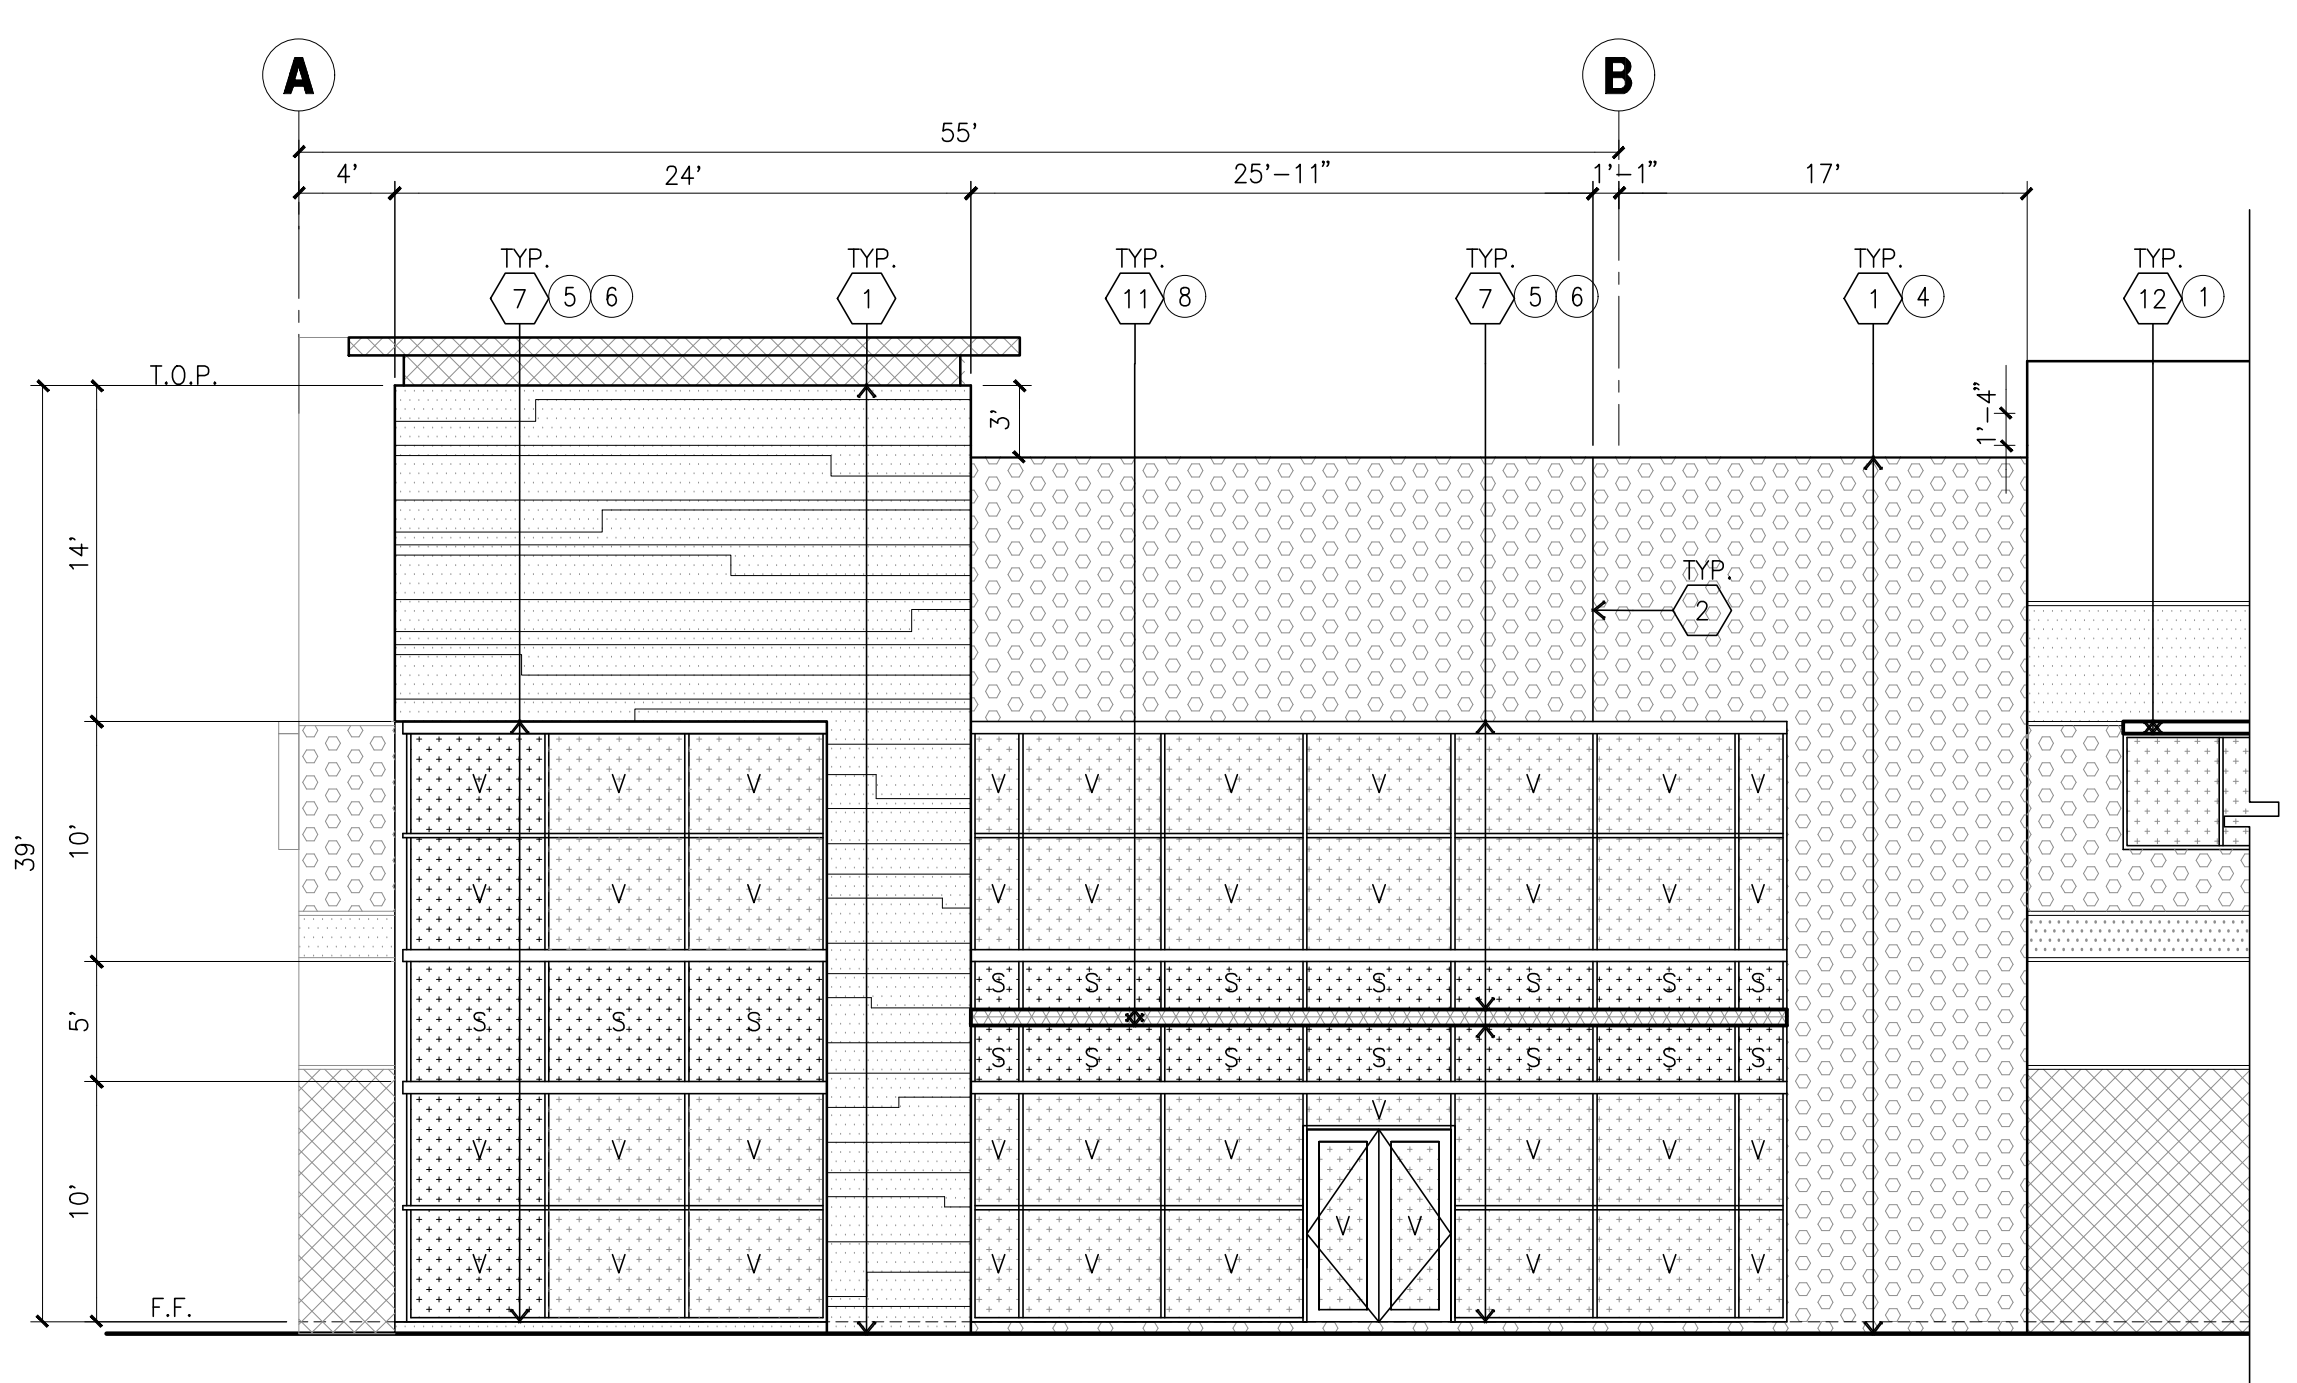 A B
55'
4' 24' 25'-11" 1'-1" 17'
TYP. TYP. TYP. TYP. TYP. TYP.
7 5 6 1 11 8 7 5 6 1 4 12 1
T.O.P.
3' 1'-4"
14'
TYP.
2
V V V V V V V V V V
10'
39'
V V V V V V V V V V
S S S S S S S
5' S S S
S S S S S S S
V
V V V V V V V V V
10'
V V
V V V V V V V V V
F.F.